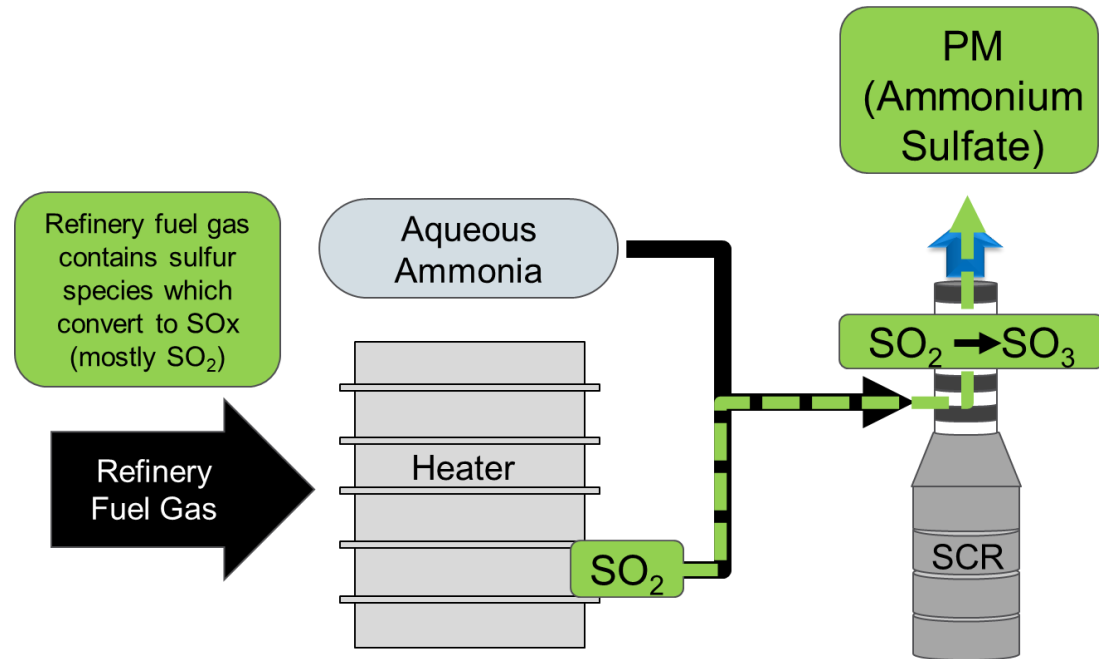 PM
(Ammonium
Sulfate)
Refinery fuel gas
contains sulfur
species which
convert to SOx
(mostly SO₂)
Aqueous
Ammonia
SO₂ SO₃
Refinery
Fuel Gas
Heater
SO₂
SCR